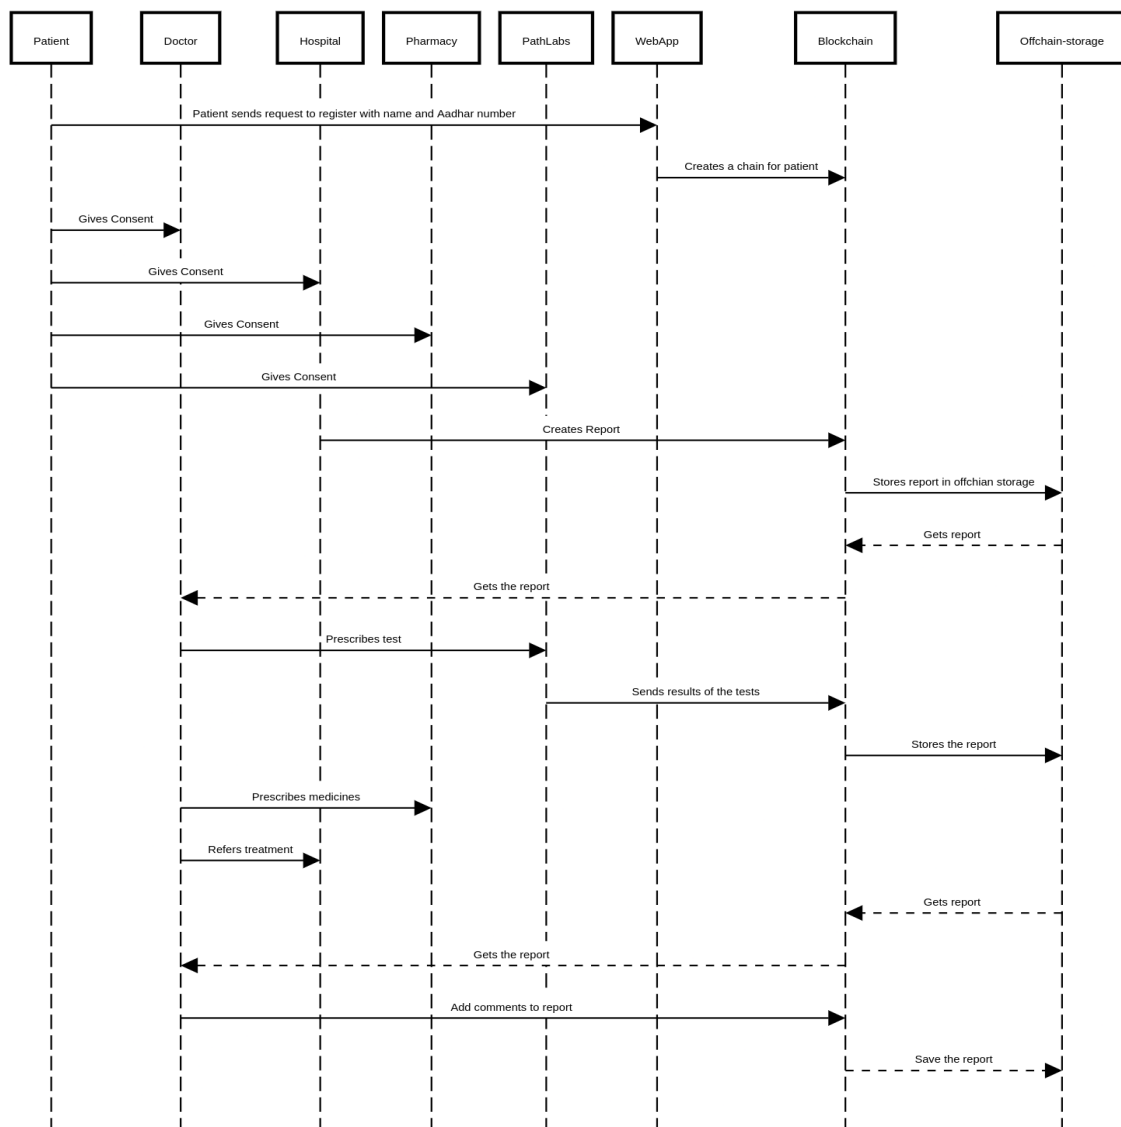 Patient
Doctor
Hospital
Pharmacy
PathLabs
WebApp
Blockchain
Offchain-storage
Patient sends request to register with name and Aadhar number
Creates a chain for patient
Gives Consent
Gives Consent
Gives Consent
Gives Consent
Creates Report
Stores report in offchian storage
Gets report
Gets the report
Prescribes test
Sends results of the tests
Stores the report
Prescribes medicines
Refers treatment
Gets report
Gets the report
Add comments to report
Save the report